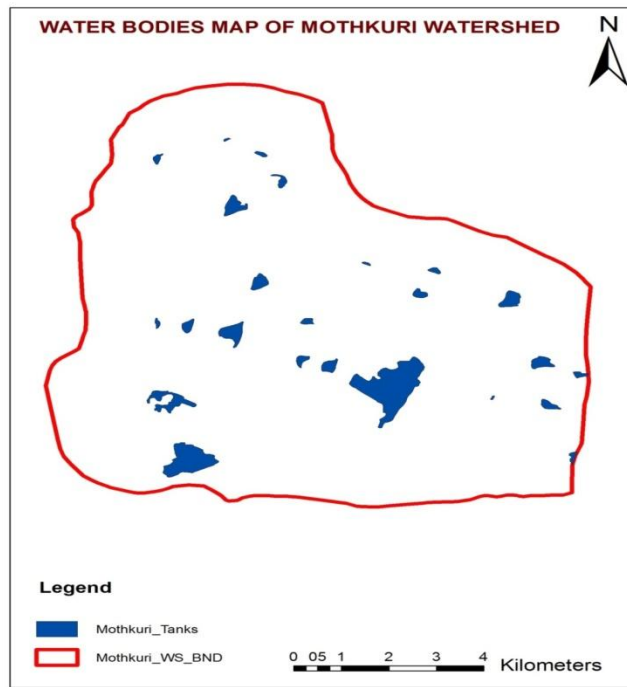 WATER BODIES MAP OF MOTHKURI WATERSHED
N
Legend
Mothkuri_Tanks
Mothkuri_WS_BND
0 05 1 2 3 4 Kilometers